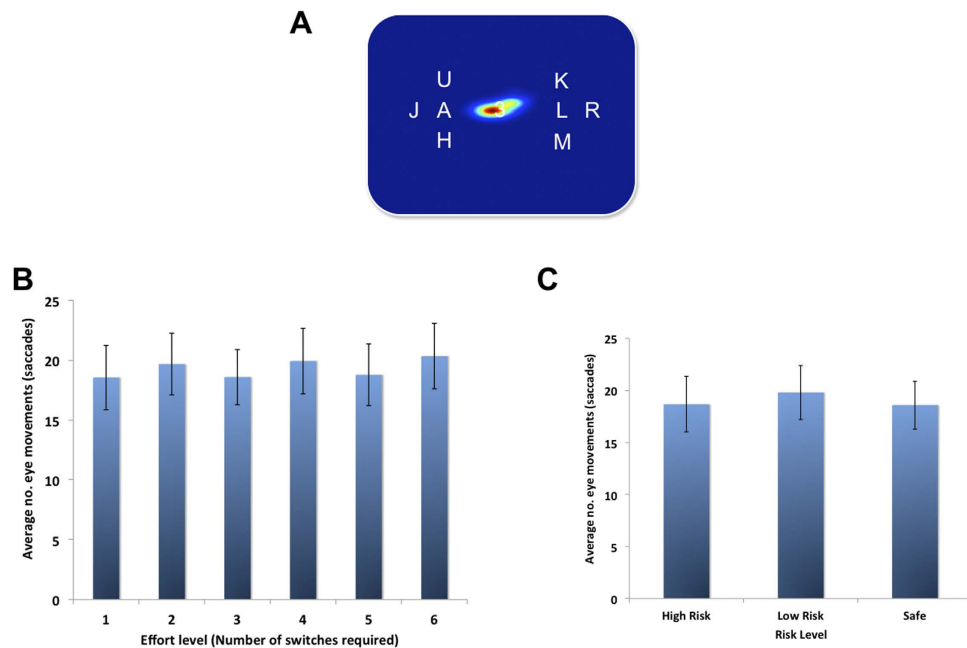 A
U K
J A 3 L R
H M
B
Average no. eye movements (saccades)
25
20
15
10
5
0
1 2 3 4 5 6
Effort level (Number of switches required)
C
Average no. eye movements (saccades)
25
20
15
10
5
0
High Risk Low Risk Safe
Risk Level